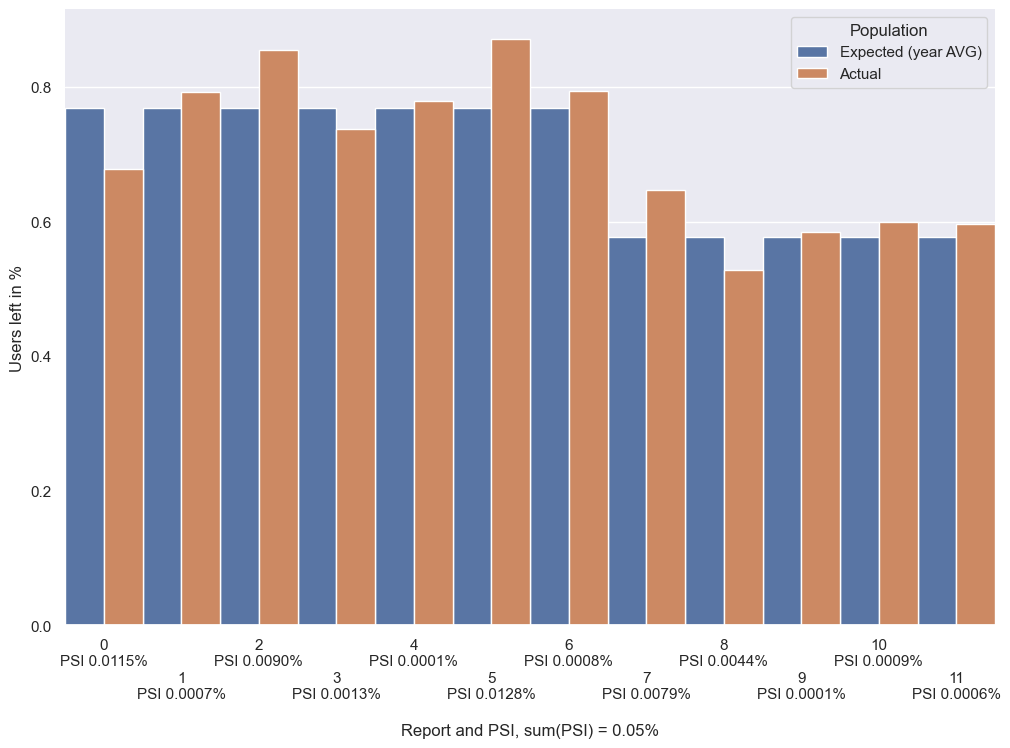 Population
Expected (year AVG)
Actual
Users left in %
0.8
0.6
0.4
0.2
0.0
0
PSI 0.0115%
1
PSI 0.0007%
2
PSI 0.0090%
3
PSI 0.0013%
4
PSI 0.0001%
5
PSI 0.0128%
6
PSI 0.0008%
7
PSI 0.0079%
8
PSI 0.0044%
9
PSI 0.0001%
10
PSI 0.0009%
11
PSI 0.0006%
Report and PSI, sum(PSI) = 0.05%